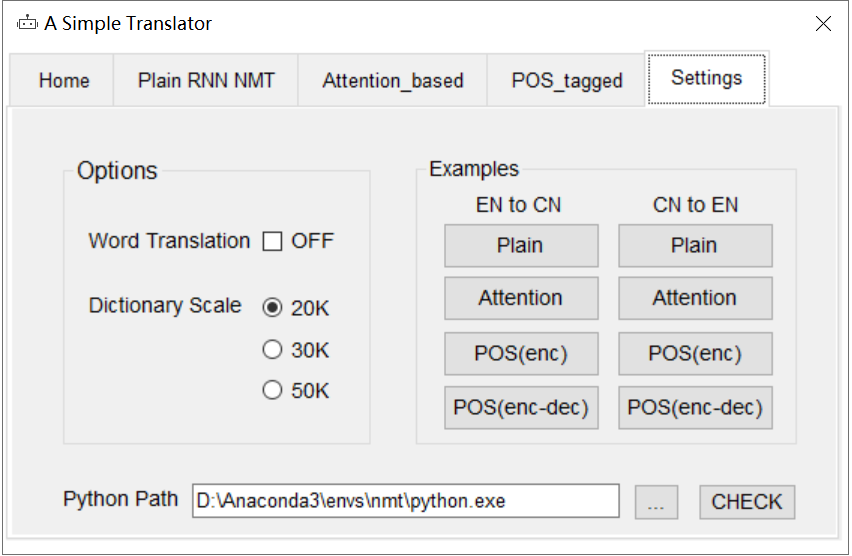 A Simple Translator
Home Plain RNN NMT Attention_based POS_tagged Settings
Options
Word Translation OFF
Dictionary Scale 20K
30K
50K
Examples
EN to CN CN to EN
Plain Plain
Attention Attention
POS(enc) POS(enc)
POS(enc-dec) POS(enc-dec)
Python Path D:\Anaconda3\envs\nmt\python.exe ... CHECK